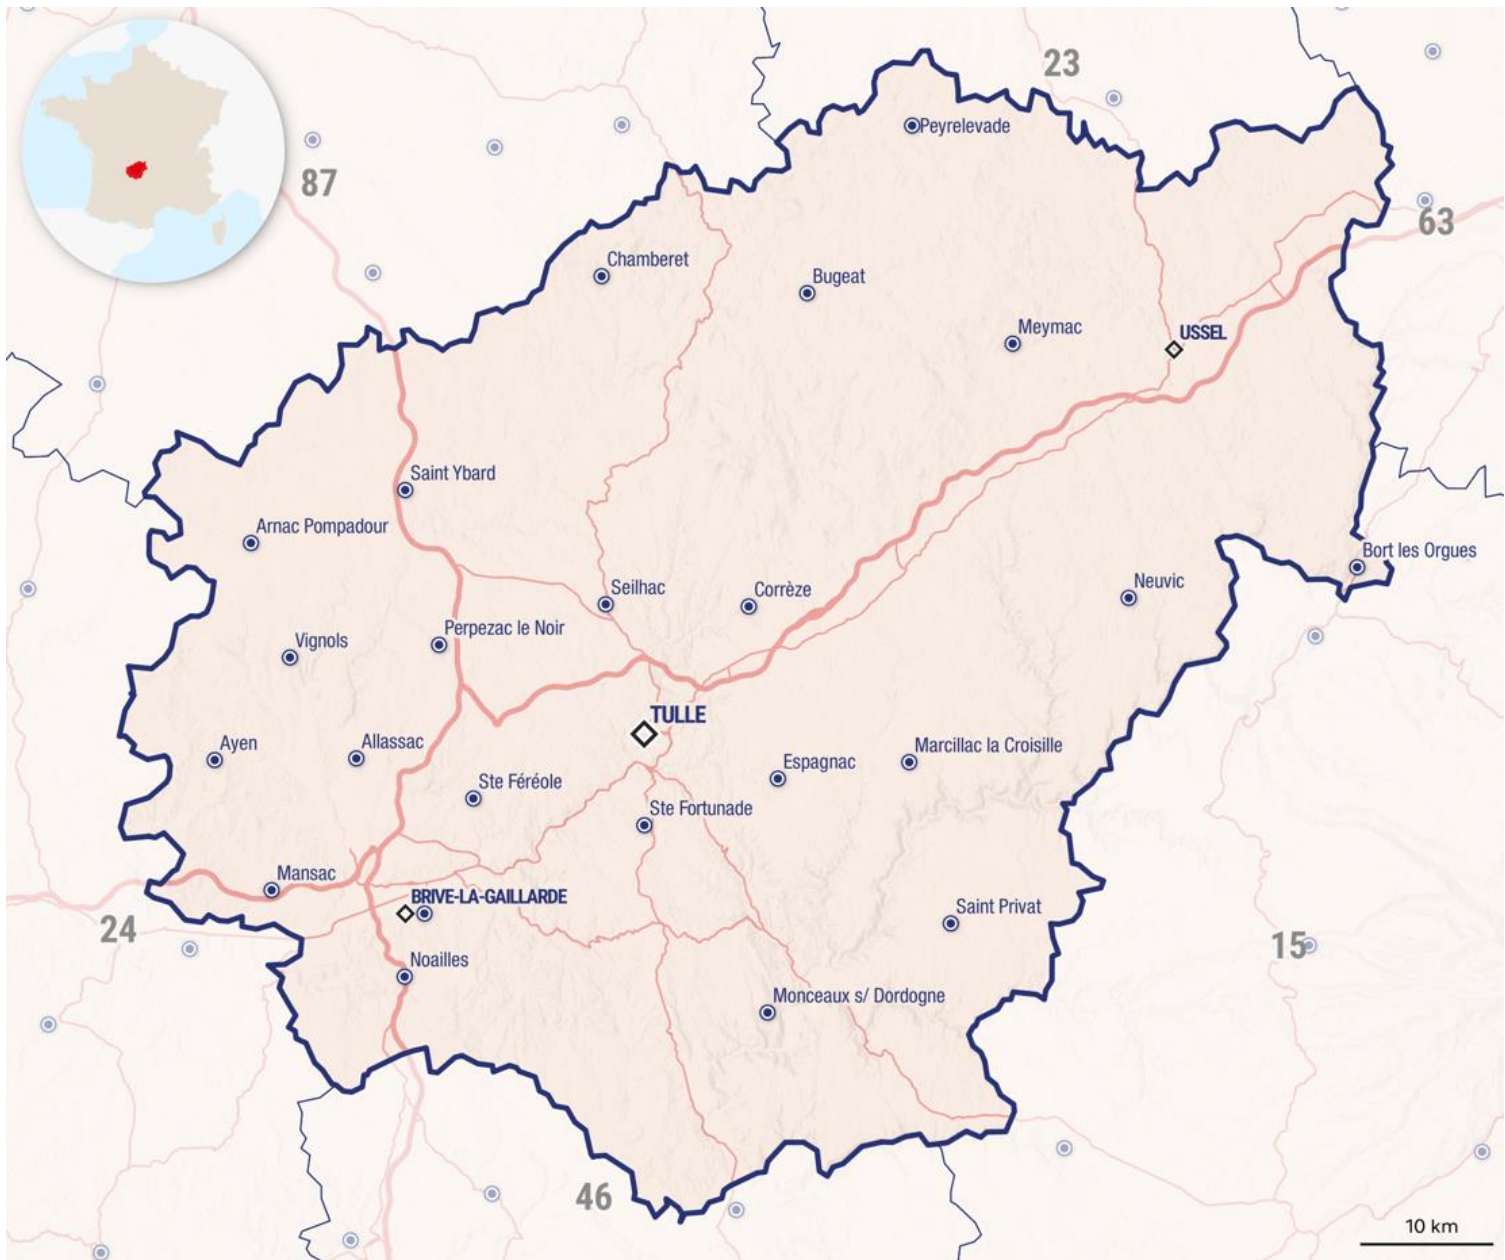 23
Peyrelevade
87
63
Chamberet
Bugeat
Meymac
USSEL
Saint Ybard
Arnac Pompadour
Bort les Orgues
Seilhac
Corrèze
Neuvic
Perpezac le Noir
Vignols
TULLE
Ayen
Allassac
Espagnac
Marcillac la Croisille
Ste Féréole
Ste Fortunade
Mansac
BRIVE-LA-GAILLARDE
Saint Privat
24
15
Noailles
Monceaux s/ Dordogne
46
10 km